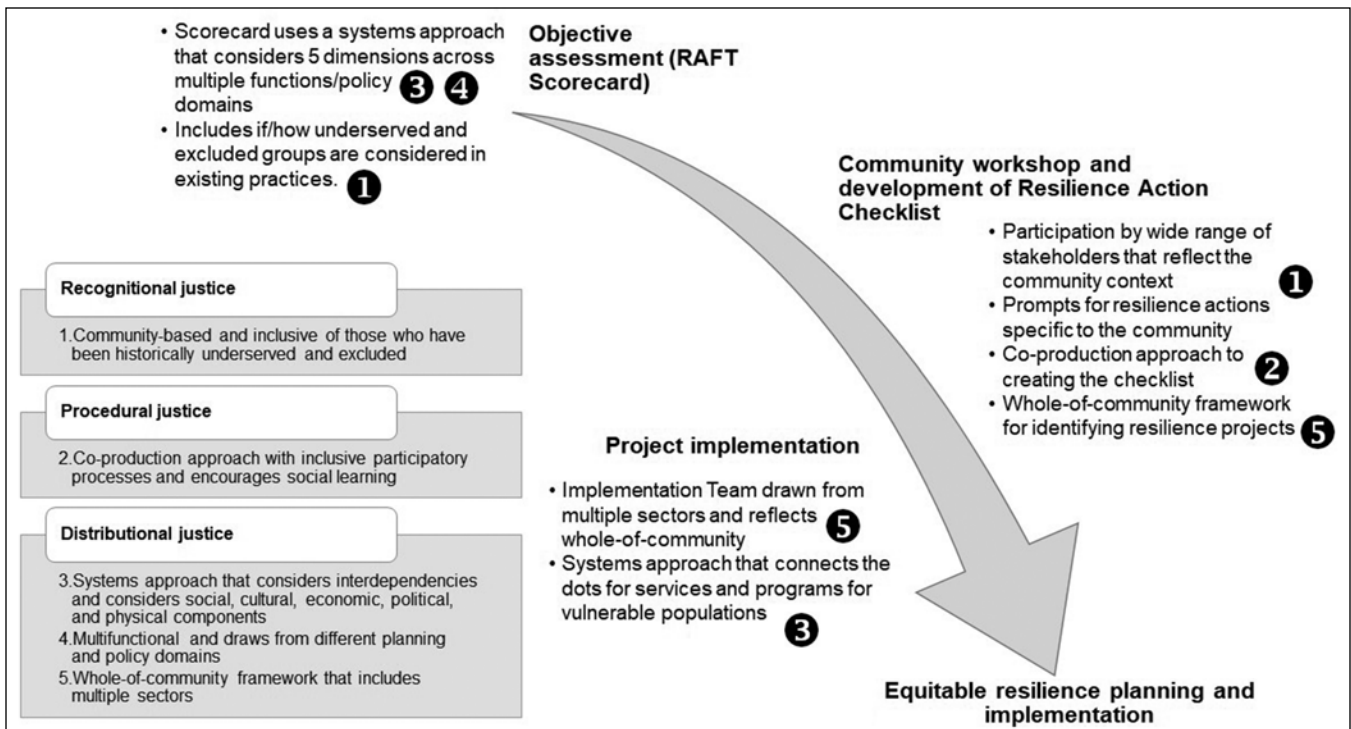 • Scorecard uses a systems approach
that considers 5 dimensions across
multiple functions/policy ❸ ❹
domains
• Includes if/how underserved and
excluded groups are considered in
existing practices. ❶
Objective
assessment (RAFT
Scorecard)
Community workshop and
development of Resilience Action
Checklist
• Participation by wide range of
stakeholders that reflect the
community context ❶
• Prompts for resilience actions
specific to the community
• Co-production approach to
creating the checklist ❷
• Whole-of-community framework
for identifying resilience projects ❺
Recognitional justice
1.Community-based and inclusive of those who have
been historically underserved and excluded
Procedural justice
2.Co-production approach with inclusive participatory
processes and encourages social learning
Distributional justice
3.Systems approach that considers interdependencies
and considers social, cultural, economic, political,
and physical components
4.Multifunctional and draws from different planning
and policy domains
5.Whole-of-community framework that includes
multiple sectors
Project implementation
• Implementation Team drawn from
multiple sectors and reflects ❺
whole-of-community
• Systems approach that connects the
dots for services and programs for
vulnerable populations ❸
Equitable resilience planning and
implementation